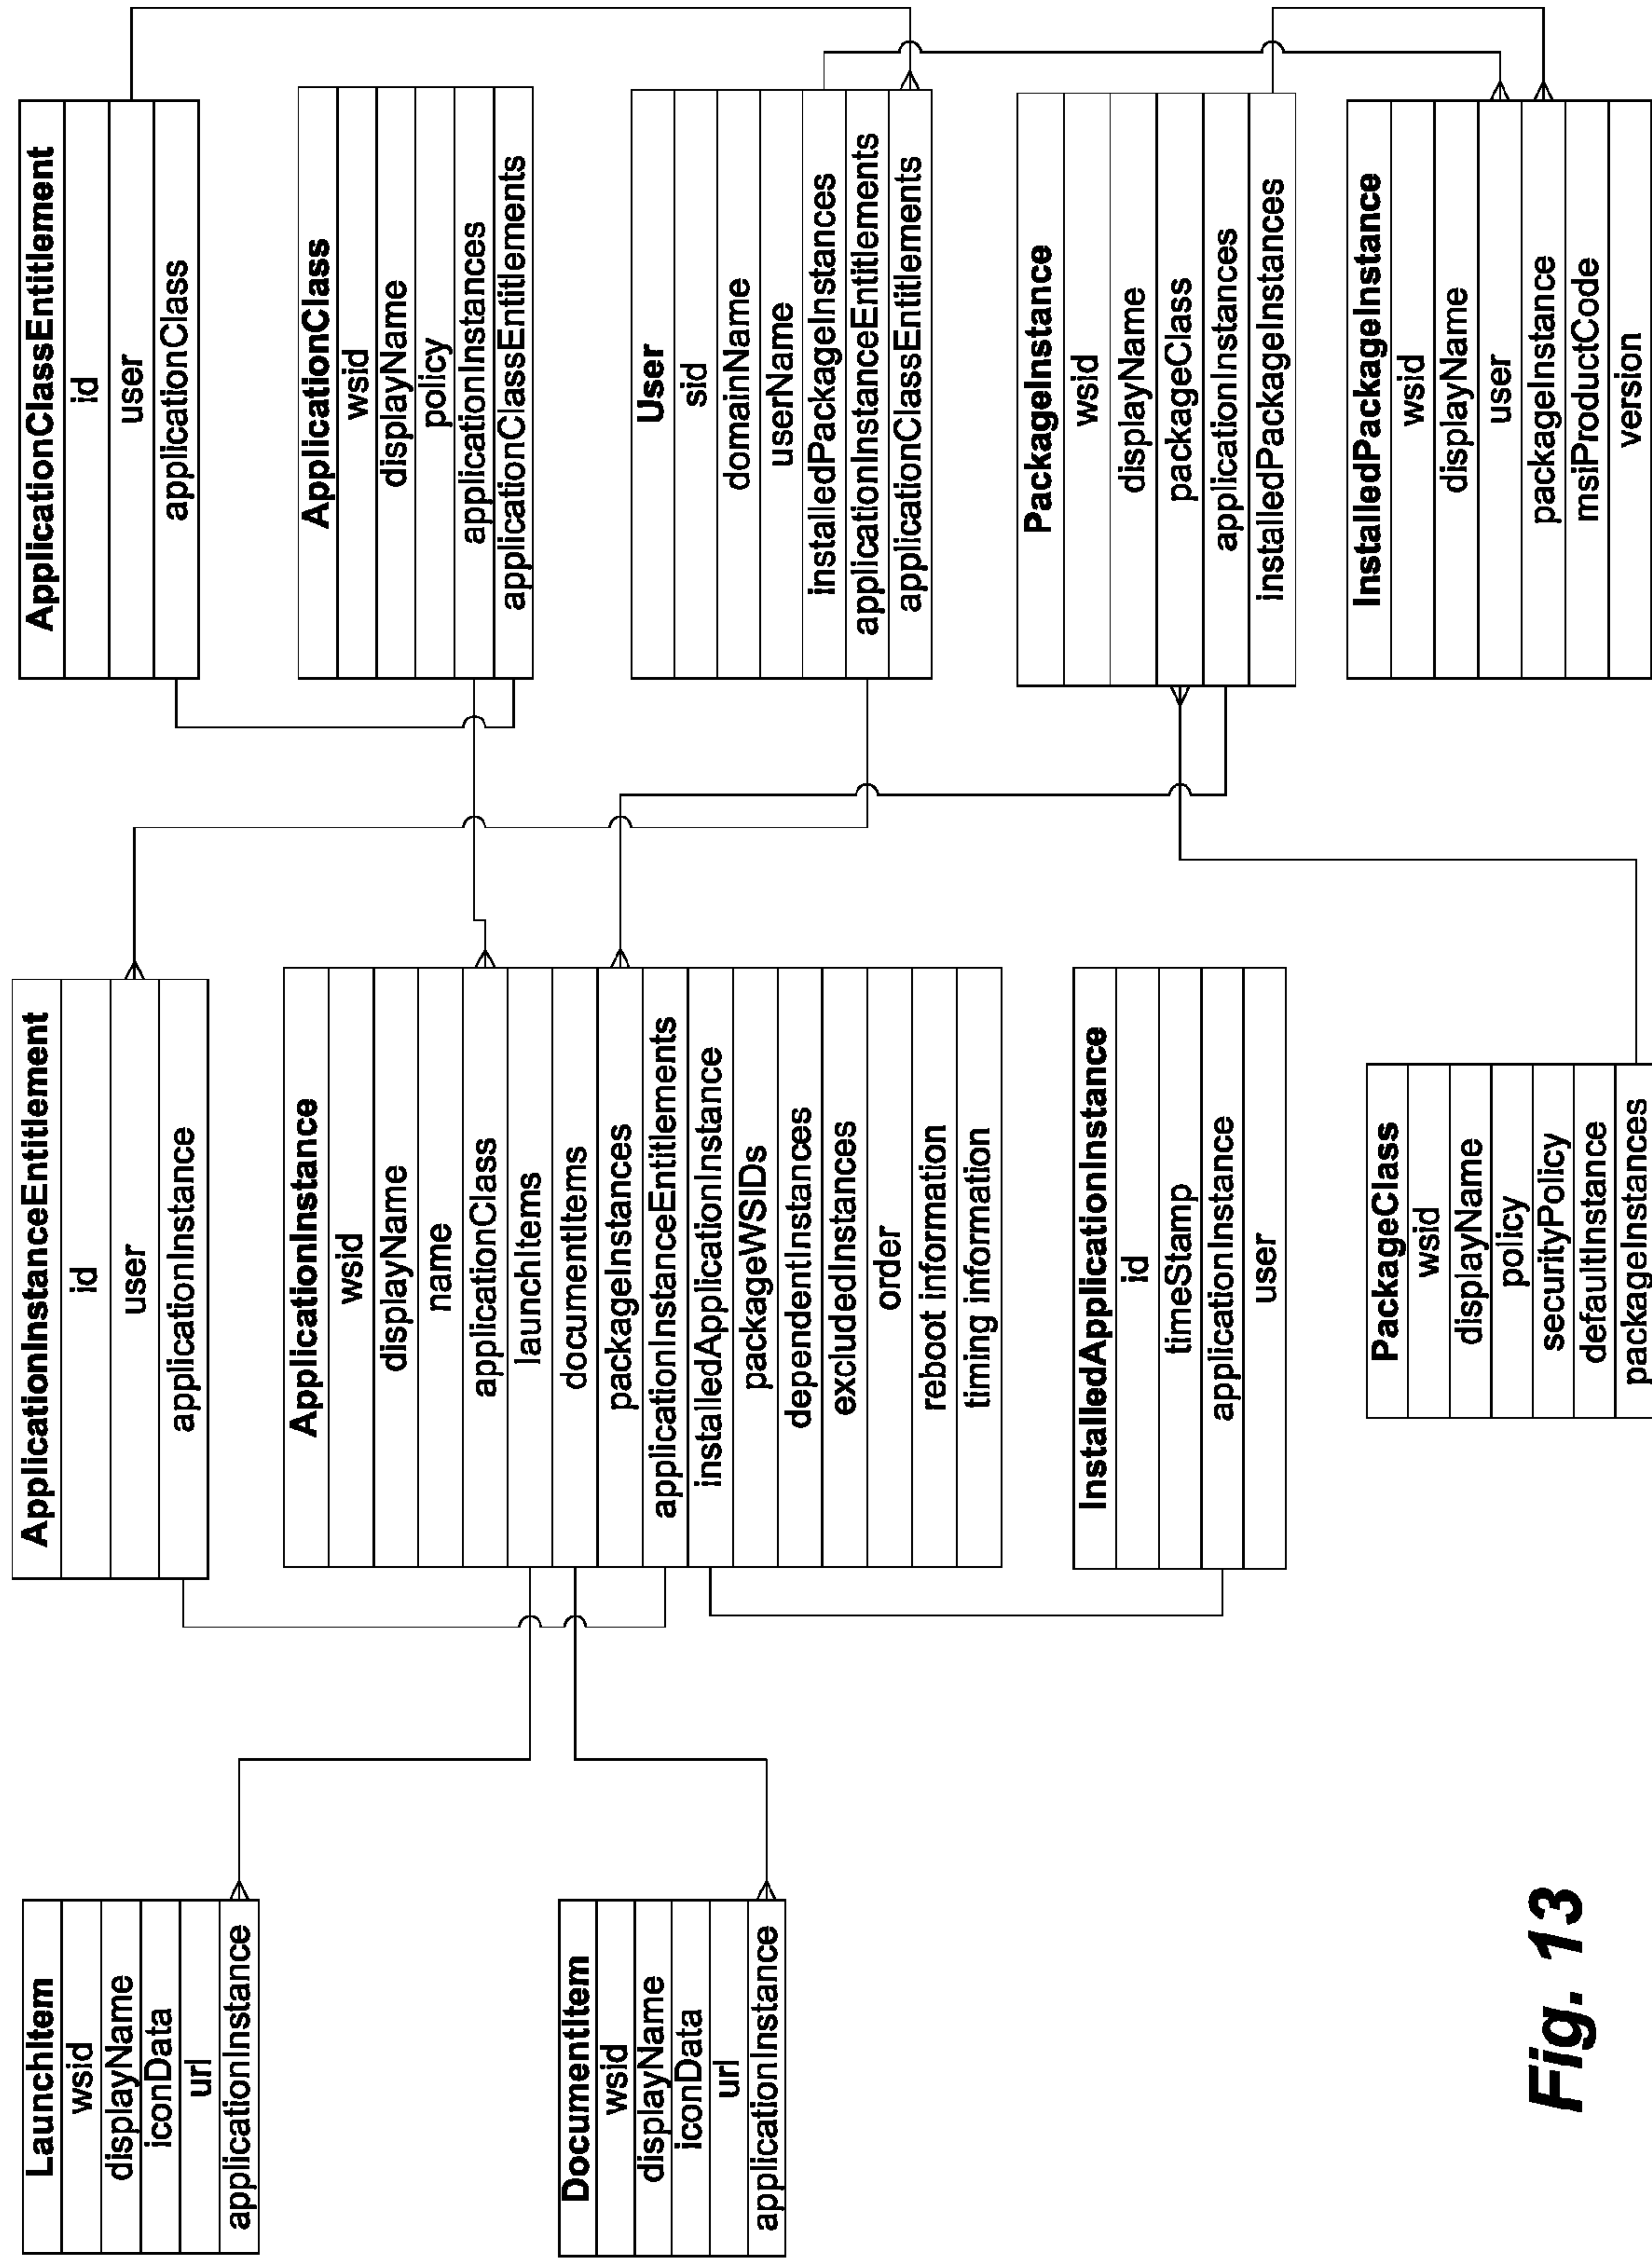 LaunchItem
wsid
displayName
iconData
url
applicationInstance
DocumentItem
wsid
displayName
iconData
url
applicationInstance
ApplicationInstanceEntitlement
id
user
applicationInstance
ApplicationInstance
wsid
displayName
name
applicationClass
launchItems
documentItems
packageInstances
applicationInstanceEntitlements
installedApplicationInstance
packageWSIDs
dependentInstances
excludedInstances
order
reboot information
timing information
InstalledApplicationInstance
id
timeStamp
applicationInstance
user
PackageClass
wsid
displayName
policy
securityPolicy
defaultInstance
packageInstances
ApplicationClassEntitlement
id
user
applicationClass
ApplicationClass
wsid
displayName
policy
applicationInstances
applicationClassEntitlements
User
sid
domainName
userName
installedPackageInstances
applicationInstanceEntitlements
applicationClassEntitlements
PackageInstance
wsid
displayName
packageClass
applicationInstances
installedPackageInstances
InstalledPackageInstance
wsid
displayName
user
packageInstance
msiProductCode
version
Fig. 13